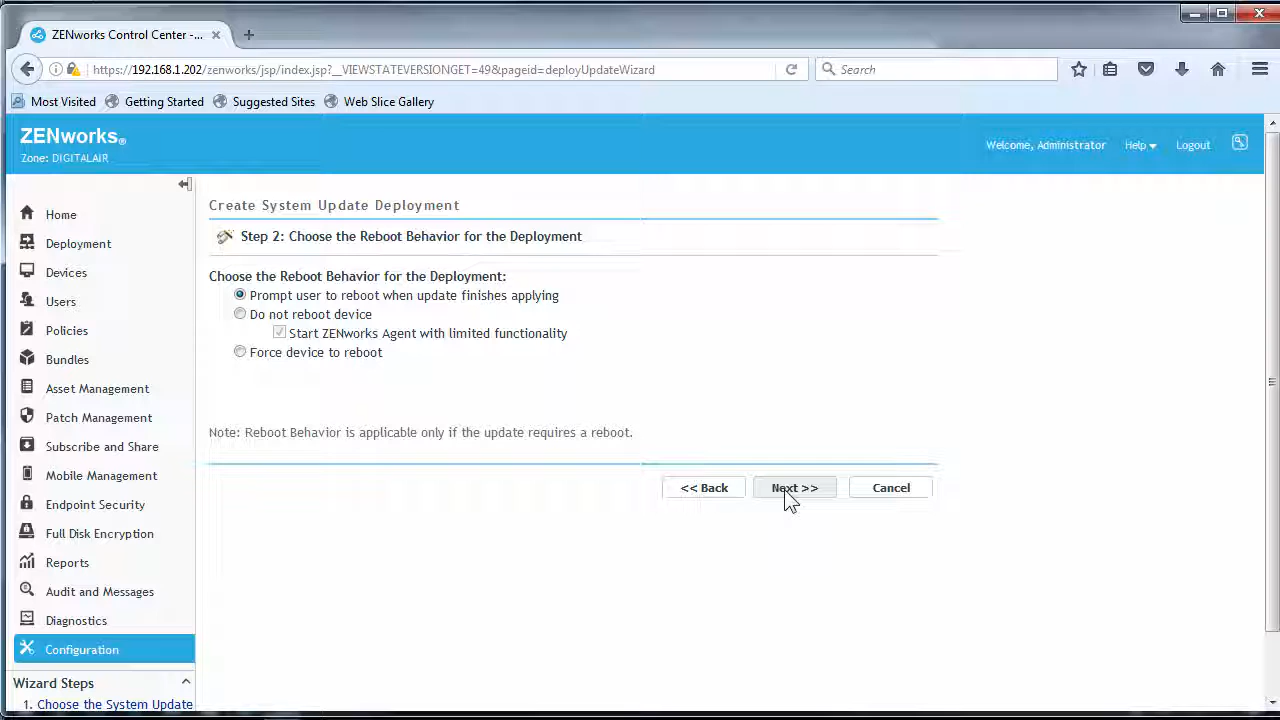 ZENworks Control Center -...
https://192.168.1.202/zenworks/jsp/index.jsp?__VIEWSTATEVERSIONGET=49&pageid=deployUpdateWizard
Search
Most Visited
Getting Started
Suggested Sites
Web Slice Gallery
ZENworks®
Zone: DIGITALAIR
Welcome, Administrator
Help
Logout
Home
Deployment
Devices
Users
Policies
Bundles
Asset Management
Patch Management
Subscribe and Share
Mobile Management
Endpoint Security
Full Disk Encryption
Reports
Audit and Messages
Diagnostics
Configuration
Wizard Steps
1. Choose the System Update
Create System Update Deployment
Step 2: Choose the Reboot Behavior for the Deployment
Choose the Reboot Behavior for the Deployment:
Prompt user to reboot when update finishes applying
Do not reboot device
Start ZENworks Agent with limited functionality
Force device to reboot
Note: Reboot Behavior is applicable only if the update requires a reboot.
<< Back
Next >>
Cancel